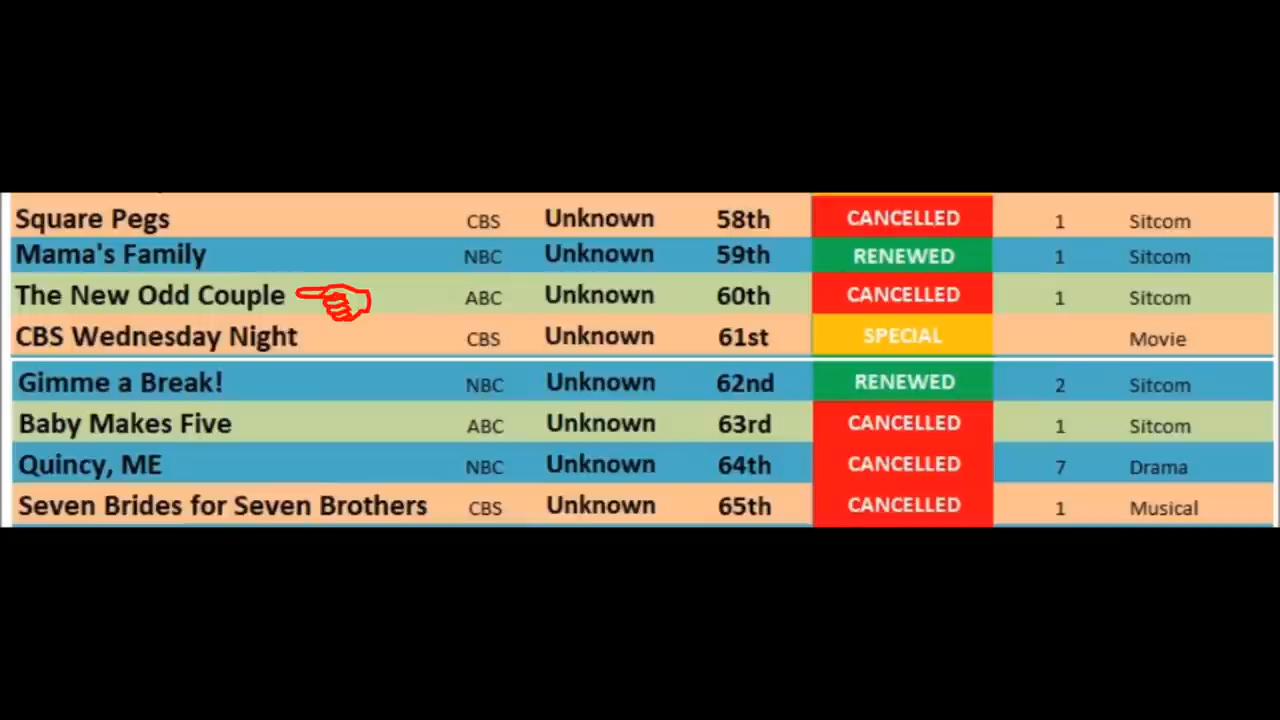 Square Pegs CBS Unknown 58th CANCELLED 1 Sitcom
Mama's Family NBC Unknown 59th RENEWED 1 Sitcom
The New Odd Couple ABC Unknown 60th CANCELLED 1 Sitcom
CBS Wednesday Night CBS Unknown 61st SPECIAL Movie
Gimme a Break! NBC Unknown 62nd RENEWED 2 Sitcom
Baby Makes Five ABC Unknown 63rd CANCELLED 1 Sitcom
Quincy, ME NBC Unknown 64th CANCELLED 7 Drama
Seven Brides for Seven Brothers CBS Unknown 65th CANCELLED 1 Musical